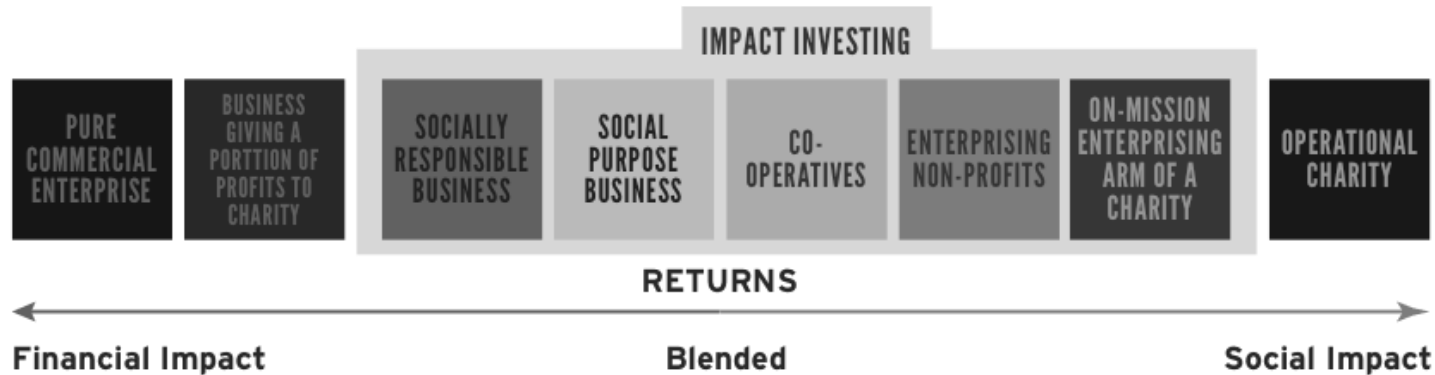 IMPACT INVESTING
PURE
COMMERCIAL
ENTERPRISE
BUSINESS
GIVING A
PORTTION OF
PROFITS TO
CHARITY
SOCIALLY
RESPONSIBLE
BUSINESS
SOCIAL
PURPOSE
BUSINESS
CO-
OPERATIVES
ENTERPRISING
NON-PROFITS
ON-MISSION
ENTERPRISING
ARM OF A
CHARITY
OPERATIONAL
CHARITY
RETURNS
Financial Impact
Blended
Social Impact